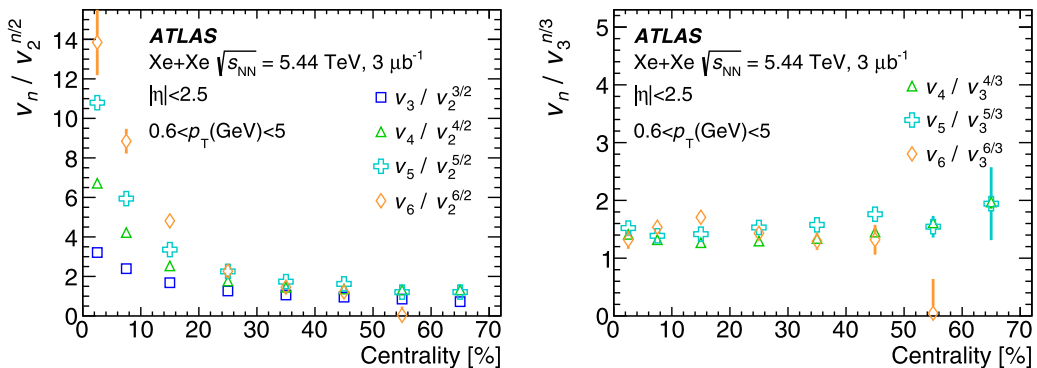 v_n / v_2^{n/2}
14
12
10
8
6
4
2
0
ATLAS
Xe+Xe √s_NN = 5.44 TeV, 3 μb⁻¹
|η|<2.5
0.6<p_T(GeV)<5
v_3 / v_2^{3/2}
v_4 / v_2^{4/2}
v_5 / v_2^{5/2}
v_6 / v_2^{6/2}
0 10 20 30 40 50 60 70
Centrality [%]
v_n / v_3^{n/3}
5
4
3
2
1
0
ATLAS
Xe+Xe √s_NN = 5.44 TeV, 3 μb⁻¹
|η|<2.5
0.6<p_T(GeV)<5
v_4 / v_3^{4/3}
v_5 / v_3^{5/3}
v_6 / v_3^{6/3}
0 10 20 30 40 50 60 70
Centrality [%]